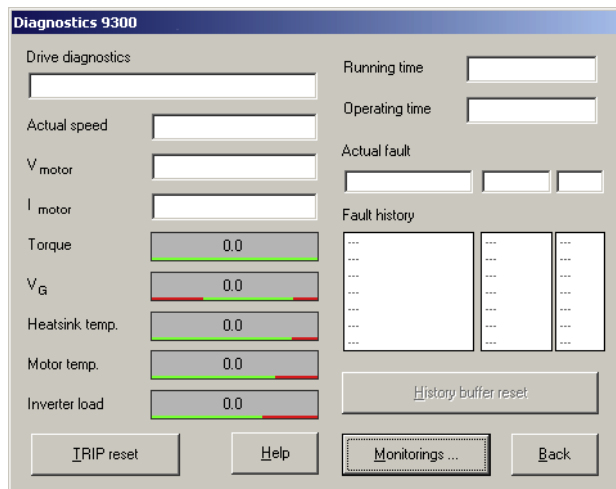 Diagnostics 9300
Drive diagnostics
Actual speed
V motor
I motor
Torque 0.0
VG 0.0
Heatsink temp. 0.0
Motor temp. 0.0
Inverter load 0.0
TRIP reset
Help
Running time
Operating time
Actual fault
Fault history
--- --- ---
--- --- ---
--- --- ---
--- --- ---
--- --- ---
--- --- ---
--- --- ---
--- --- ---
History buffer reset
Monitorings ...
Back